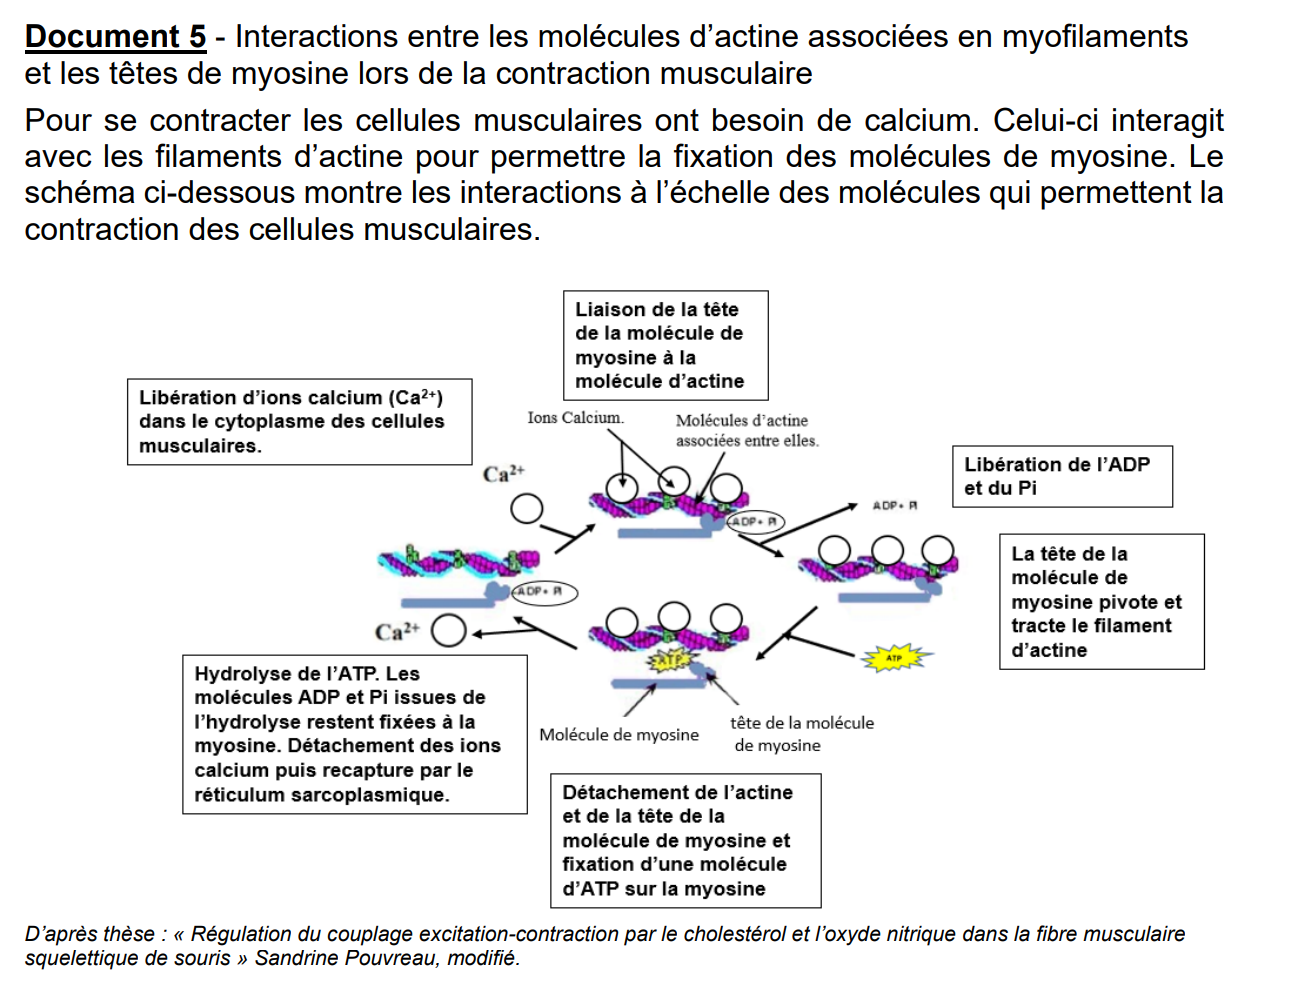 Document 5 - Interactions entre les molécules d’actine associées en myofilaments
et les têtes de myosine lors de la contraction musculaire
Pour se contracter les cellules musculaires ont besoin de calcium. Celui-ci interagit
avec les filaments d’actine pour permettre la fixation des molécules de myosine. Le
schéma ci-dessous montre les interactions à l’échelle des molécules qui permettent la
contraction des cellules musculaires.
Liaison de la tête
de la molécule de
myosine à la
molécule d’actine
Libération d’ions calcium (Ca²⁺)
dans le cytoplasme des cellules
musculaires.
Ions Calcium.
Molécules d’actine
associées entre elles.
Libération de l’ADP
et du Pi
Ca²⁺
ADP+ Pi
ADP+ Pi
La tête de la
molécule de
myosine pivote et
tracte le filament
d’actine
ADP+ Pi
Ca²⁺
ATP
ATP
Hydrolyse de l’ATP. Les
molécules ADP et Pi issues de
l’hydrolyse restent fixées à la
myosine. Détachement des ions
calcium puis recapture par le
réticulum sarcoplasmique.
Molécule de myosine
tête de la molécule
de myosine
Détachement de l’actine
et de la tête de la
molécule de myosine et
fixation d’une molécule
d’ATP sur la myosine
D’après thèse : « Régulation du couplage excitation-contraction par le cholestérol et l’oxyde nitrique dans la fibre musculaire
squelettique de souris » Sandrine Pouvreau, modifié.